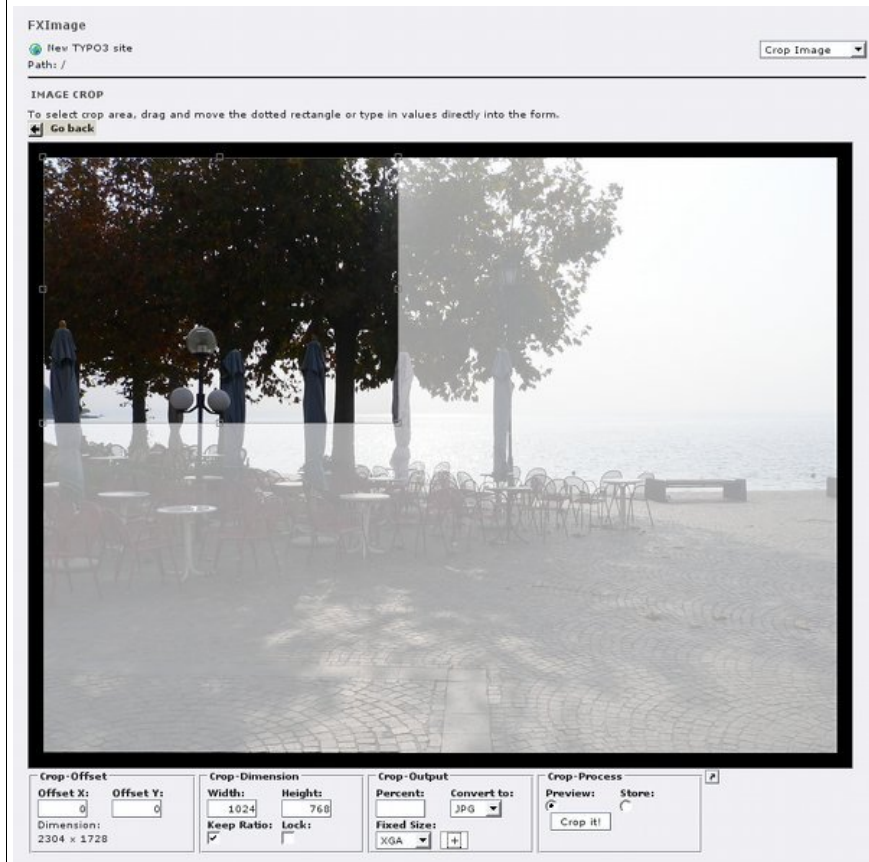 FXImage
New TYPO3 site
Crop Image
Path: /
IMAGE CROP
To select crop area, drag and move the dotted rectangle or type in values directly into the form.
Go back
Crop-Offset
Offset X: Offset Y:
0 0
Dimension:
2304 x 1728
Crop-Dimension
Width: Height:
1024 768
Keep Ratio: Lock:
Crop-Output
Percent: Convert to:
JPG
Fixed Size:
XGA [+]
Crop-Process
Preview: Store:
Crop it!